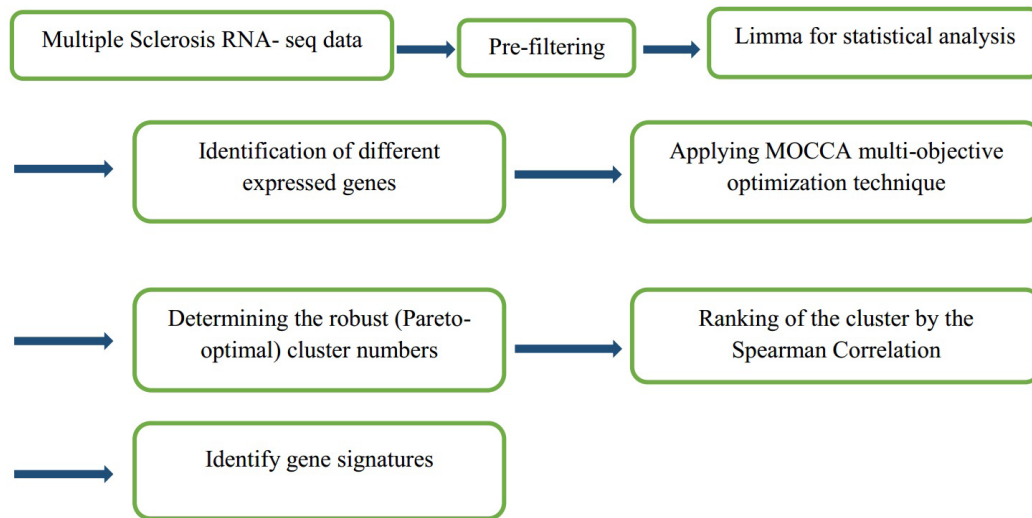 Multiple Sclerosis RNA- seq data
Pre-filtering
Limma for statistical analysis
Identification of different
expressed genes
Applying MOCCA multi-objective
optimization technique
Determining the robust (Pareto-
optimal) cluster numbers
Ranking of the cluster by the
Spearman Correlation
Identify gene signatures